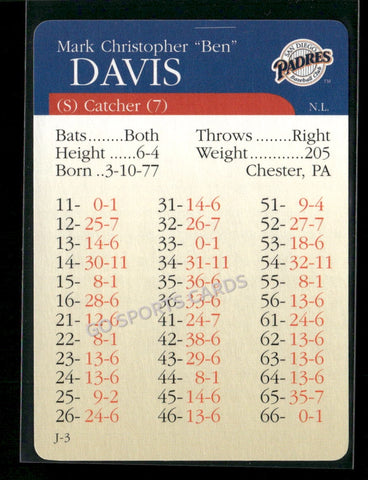 Mark Christopher “Ben”
DAVIS
SAN DIEGO
PADRES
Baseball Club
TM
(S) Catcher (7)
N.L.
Bats........Both Throws.........Right
Height ......6-4 Weight............205
Born ..3-10-77 Chester, PA
11- 0-1 31-14-6 51- 9-4
12- 25-7 32-26-7 52-27-7
13- 14-6 33- 0-1 53-18-6
14- 30-11 34-31-11 54-32-11
15- 8-1 35-36-6 55- 8-1
16- 28-6 36-13-6 56-13-6
21- 12-6 41-24-7 61-24-6
22- 8-1 42-38-6 62-13-6
23- 13-6 43-29-6 63-13-6
24- 13-6 44- 8-1 64-13-6
25- 9-2 45-14-6 65-35-7
26- 24-6 46-13-6 66- 0-1
J-3
GO SPORTS CARDS